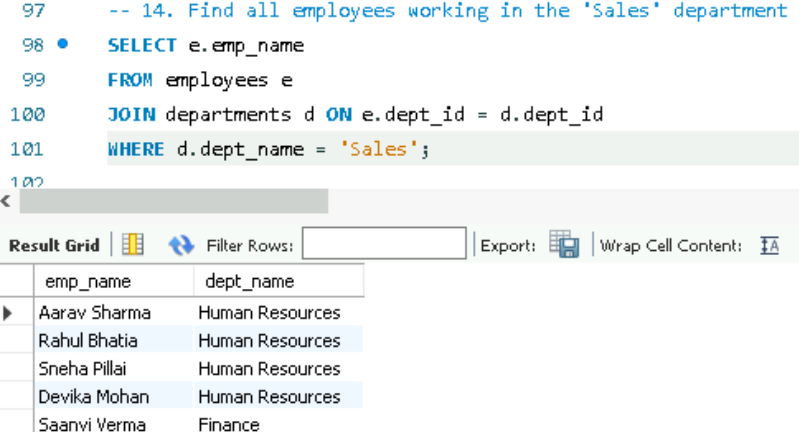 97 -- 14. Find all employees working in the 'Sales' department
98 SELECT e.emp_name
99 FROM employees e
100 JOIN departments d ON e.dept_id = d.dept_id
101 WHERE d.dept_name = 'Sales';
102
Result Grid Filter Rows: Export: Wrap Cell Content:
emp_name dept_name
Aarav Sharma Human Resources
Rahul Bhatia Human Resources
Sneha Pillai Human Resources
Devika Mohan Human Resources
Saanvi Verma Finance